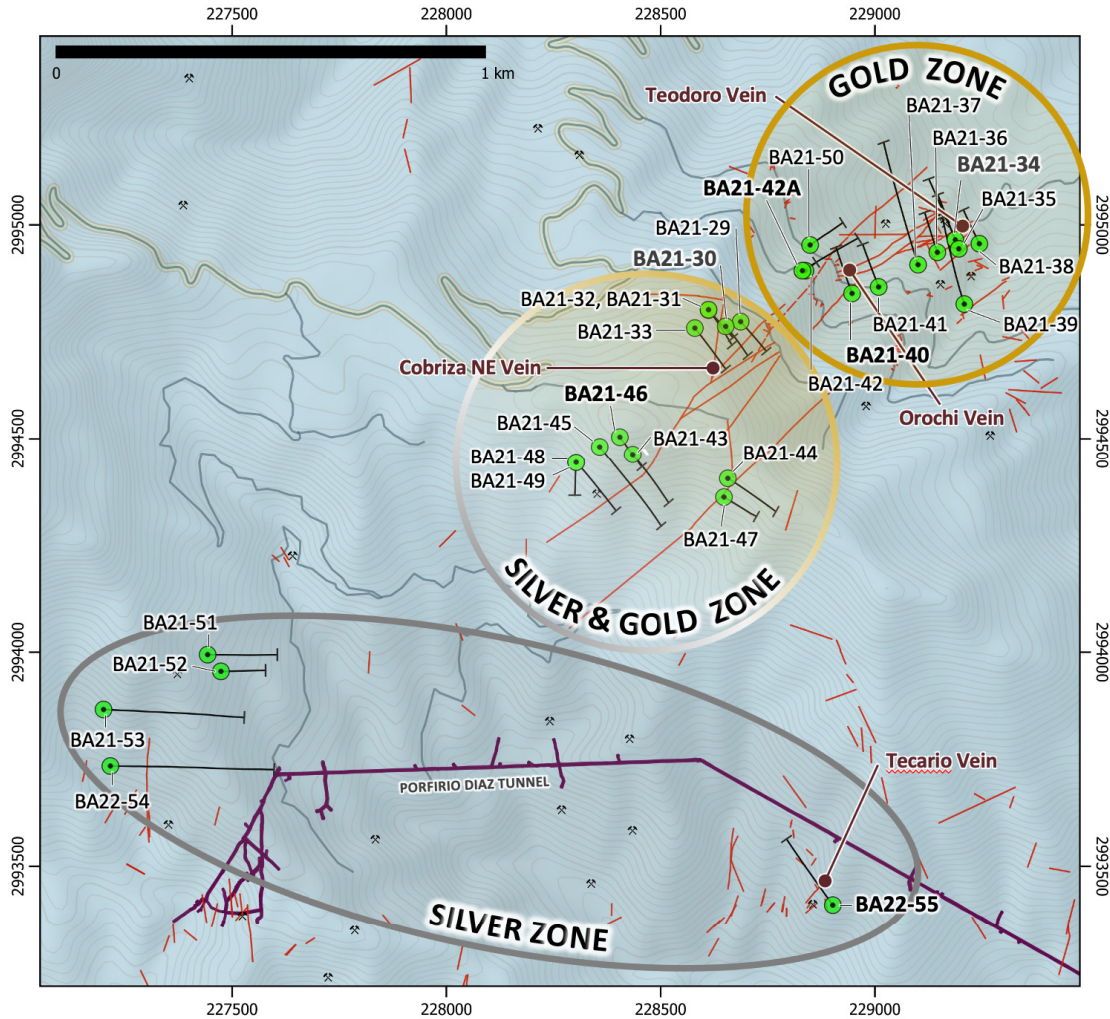 227500
228000
228500
229000
0
1 km
GOLD ZONE
Teodoro Vein
BA21-37
BA21-36
BA21-34
BA21-35
BA21-50
BA21-42A
2995000
2995000
BA21-29
BA21-30
BA21-38
BA21-32, BA21-31
BA21-33
BA21-41
BA21-39
BA21-40
Cobriza NE Vein
BA21-42
BA21-46
Orochi Vein
BA21-45
BA21-43
2994500
2994500
BA21-48
BA21-44
BA21-49
BA21-47
SILVER & GOLD ZONE
BA21-51
2994000
2994000
BA21-52
BA21-53
Tecario Vein
PORFIRIO DIAZ TUNNEL
BA22-54
2993500
2993500
BA22-55
SILVER ZONE
227500
228000
228500
229000